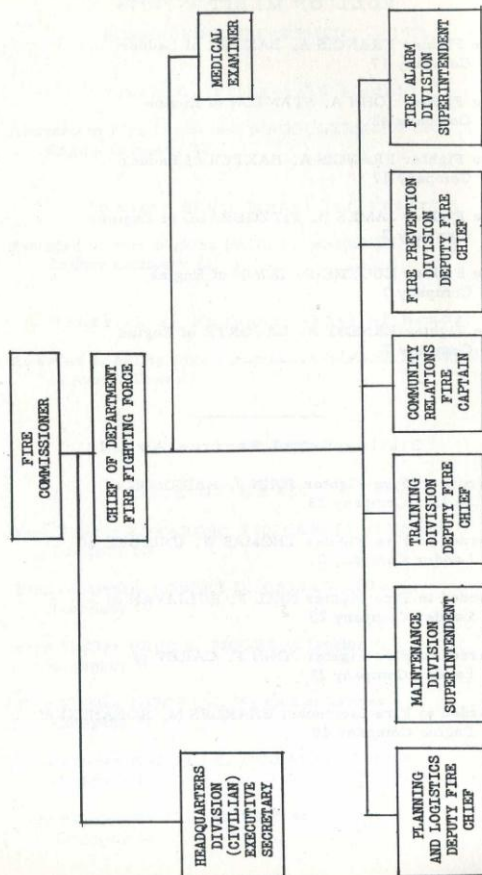 FIRE
COMMISSIONER
CHIEF OF DEPARTMENT
FIRE FIGHTING FORCE
HEADQUARTERS
DIVISION
(CIVILIAN)
EXECUTIVE
SECRETARY
MEDICAL
EXAMINER
PLANNING
AND LOGISTICS
DEPUTY FIRE
CHIEF
MAINTENANCE
DIVISION
SUPERINTENDENT
TRAINING
DIVISION
DEPUTY FIRE
CHIEF
COMMUNITY
RELATIONS
FIRE
CAPTAIN
FIRE PREVENTION
DIVISION
DEPUTY FIRE
CHIEF
FIRE ALARM
DIVISION
SUPERINTENDENT